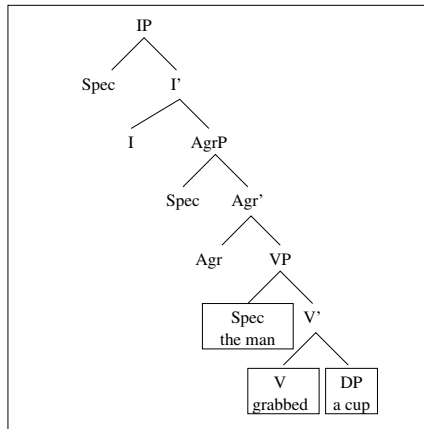 IP
Spec I'
I AgrP
Spec Agr'
Agr VP
Spec V'
the man
V DP
grabbed a cup